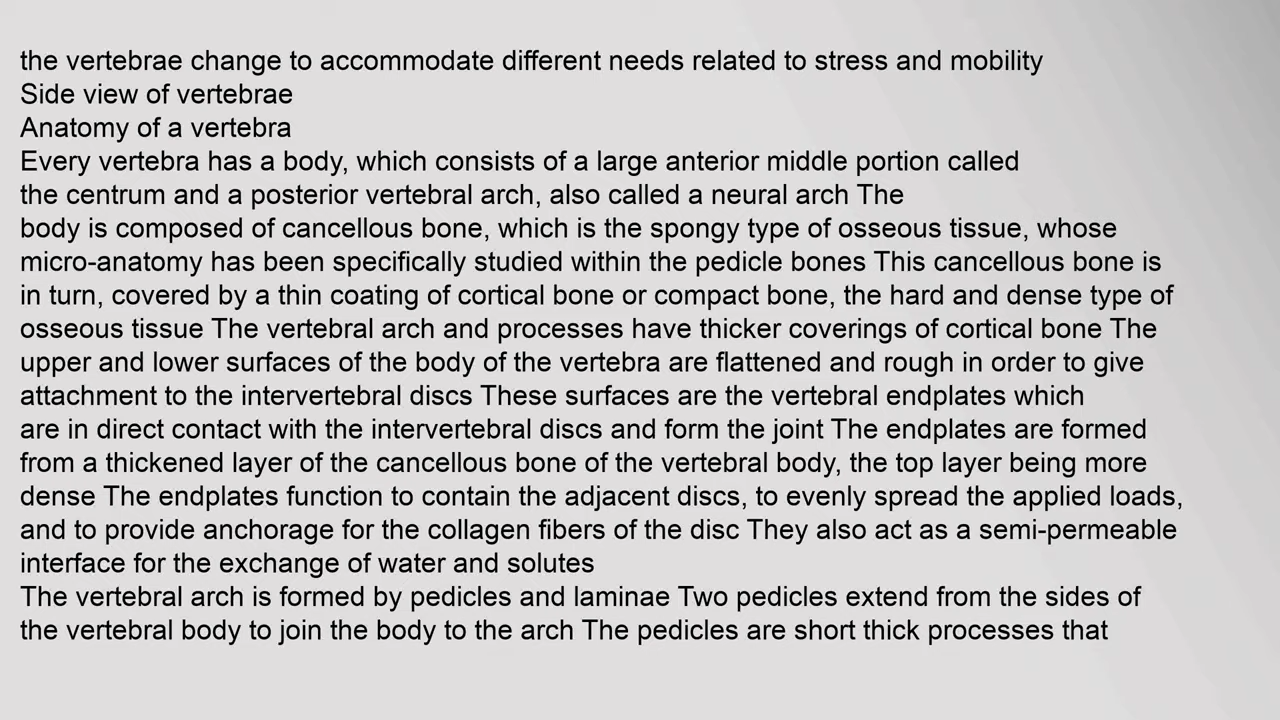 the vertebrae change to accommodate different needs related to stress and mobility
Side view of vertebrae
Anatomy of a vertebra
Every vertebra has a body, which consists of a large anterior middle portion called
the centrum and a posterior vertebral arch, also called a neural arch The
body is composed of cancellous bone, which is the spongy type of osseous tissue, whose
micro-anatomy has been specifically studied within the pedicle bones This cancellous bone is
in turn, covered by a thin coating of cortical bone or compact bone, the hard and dense type of
osseous tissue The vertebral arch and processes have thicker coverings of cortical bone The
upper and lower surfaces of the body of the vertebra are flattened and rough in order to give
attachment to the intervertebral discs These surfaces are the vertebral endplates which
are in direct contact with the intervertebral discs and form the joint The endplates are formed
from a thickened layer of the cancellous bone of the vertebral body, the top layer being more
dense The endplates function to contain the adjacent discs, to evenly spread the applied loads,
and to provide anchorage for the collagen fibers of the disc They also act as a semi-permeable
interface for the exchange of water and solutes
The vertebral arch is formed by pedicles and laminae Two pedicles extend from the sides of
the vertebral body to join the body to the arch The pedicles are short thick processes that